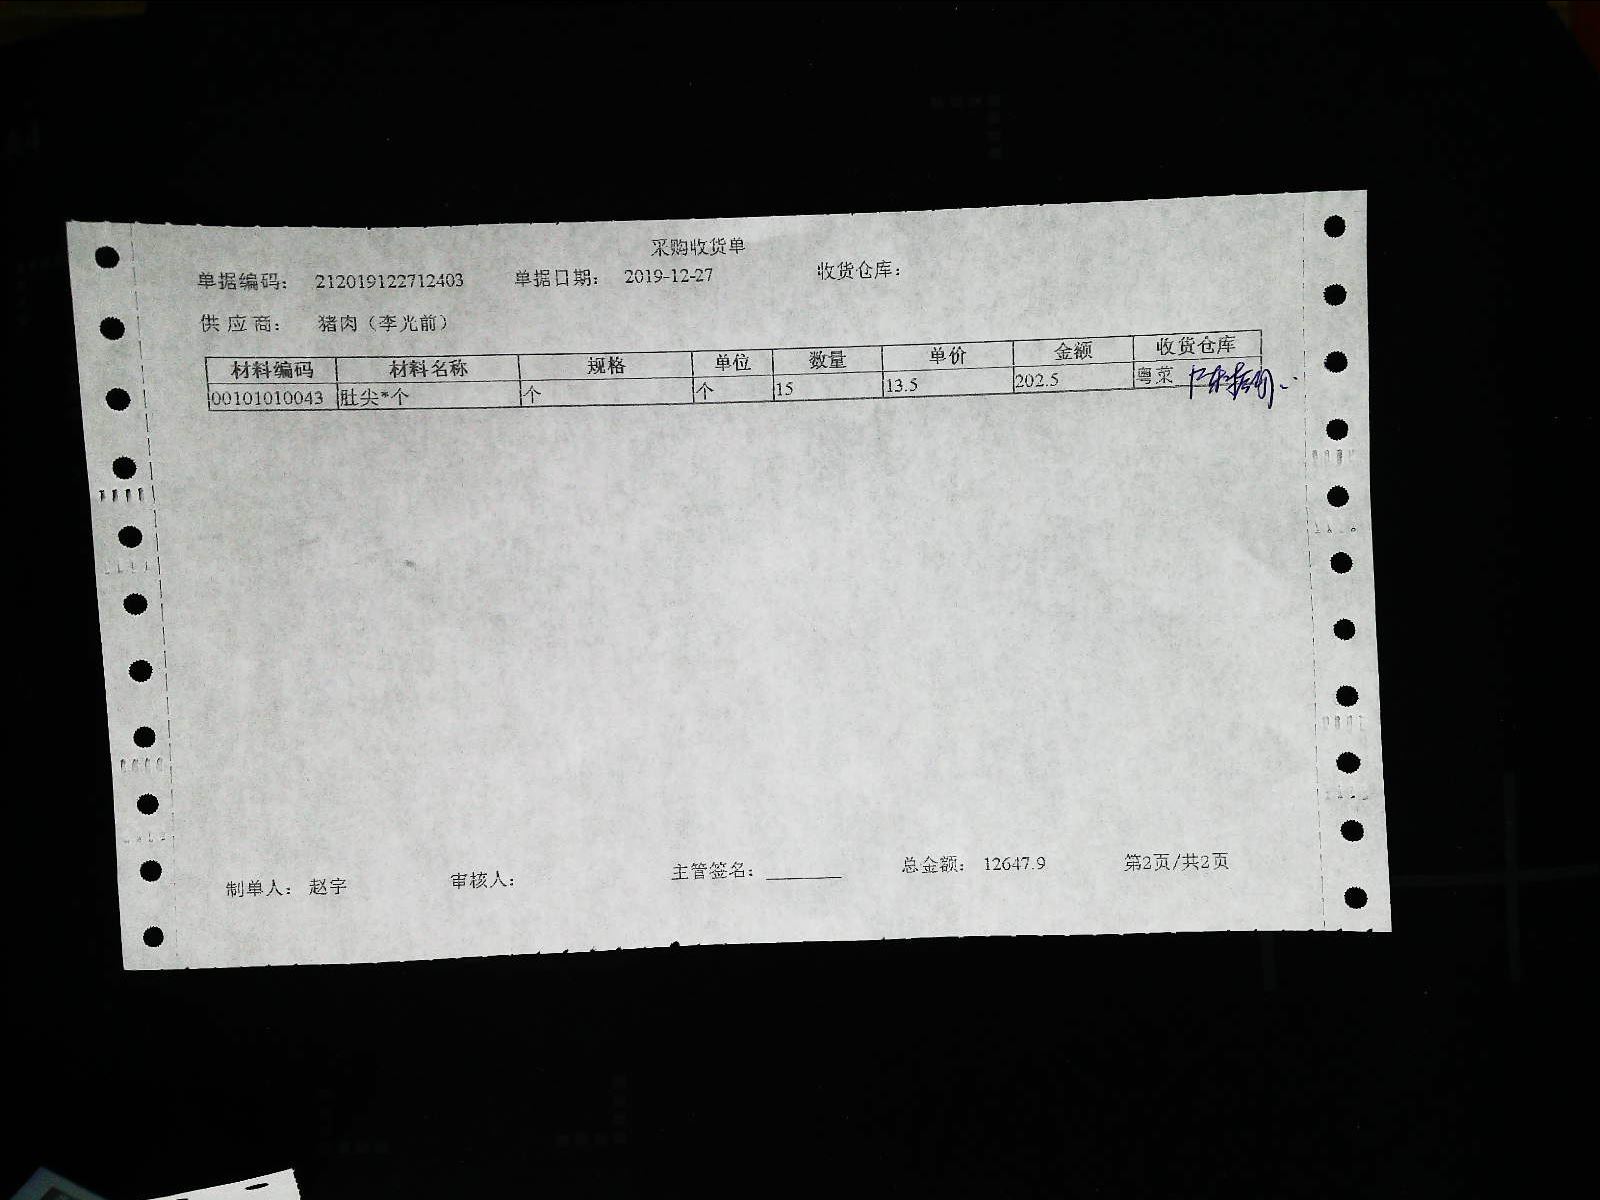 采购收货单
单据编码： 212019122712403 单据日期： 2019-12-27 收货仓库：
供 应 商： 猪肉（李光前）
材料编码 材料名称 规格 单位 数量 单价 金额 收货仓库
00101010043 肚尖*个 个 个 15 13.5 202.5 粤菜
制单人： 赵宇 审核人： 主管签名： 总金额： 12647.9 第2页/共2页